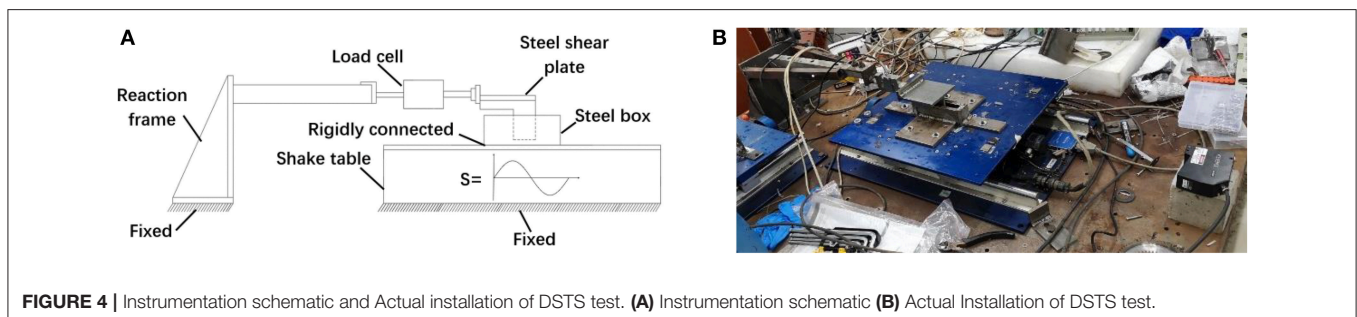 A
B
Load cell
Steel shear
plate
Reaction
frame
Steel box
Rigidly connected
Shake table
S=
Fixed
Fixed
FIGURE 4 | Instrumentation schematic and Actual installation of DSTS test. (A) Instrumentation schematic (B) Actual Installation of DSTS test.